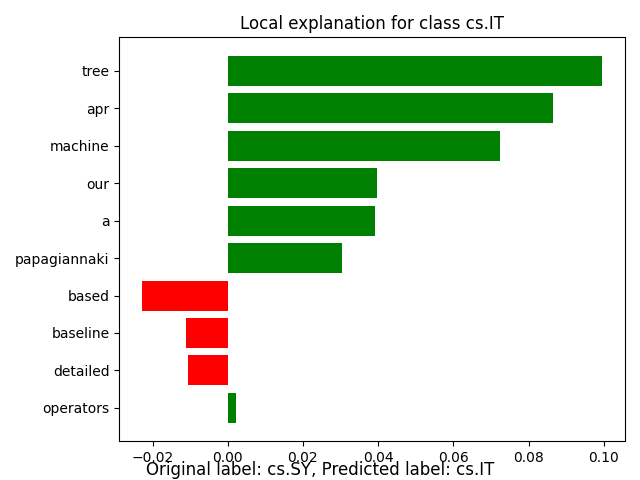 Local explanation for class cs.IT
tree
apr
machine
our
a
papagiannaki
based
baseline
detailed
operators
−0.02 0.00 0.02 0.04 0.06 0.08 0.10
Original label: cs.SY, Predicted label: cs.IT